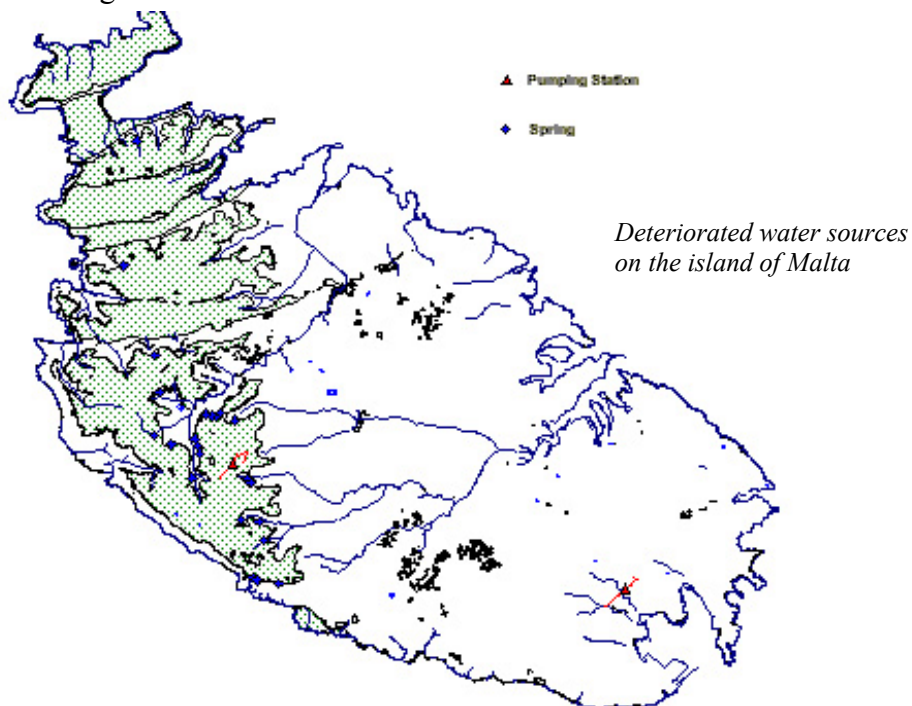 Pumping Station
Spring
Deteriorated water sources
on the island of Malta